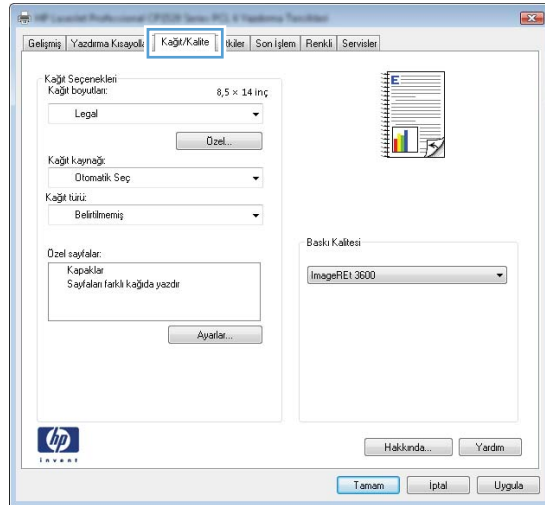 Gelişmiş Yazdırma Kısayolla Kağıt/Kalite tkiler Son İşlem Renkli Servisler
Kağıt Seçenekleri
Kağıt boyutları: 8,5 × 14 inç
Legal
Özel...
Kağıt kaynağı:
Otomatik Seç
Kağıt türü:
Belirtilmemiş
Özel sayfalar:
Kapaklar
Sayfaları farklı kağıda yazdır
Ayarlar...
E
Baskı Kalitesi
ImageREt 3600
hp
invent
Hakkında... Yardım
Tamam İptal Uygula